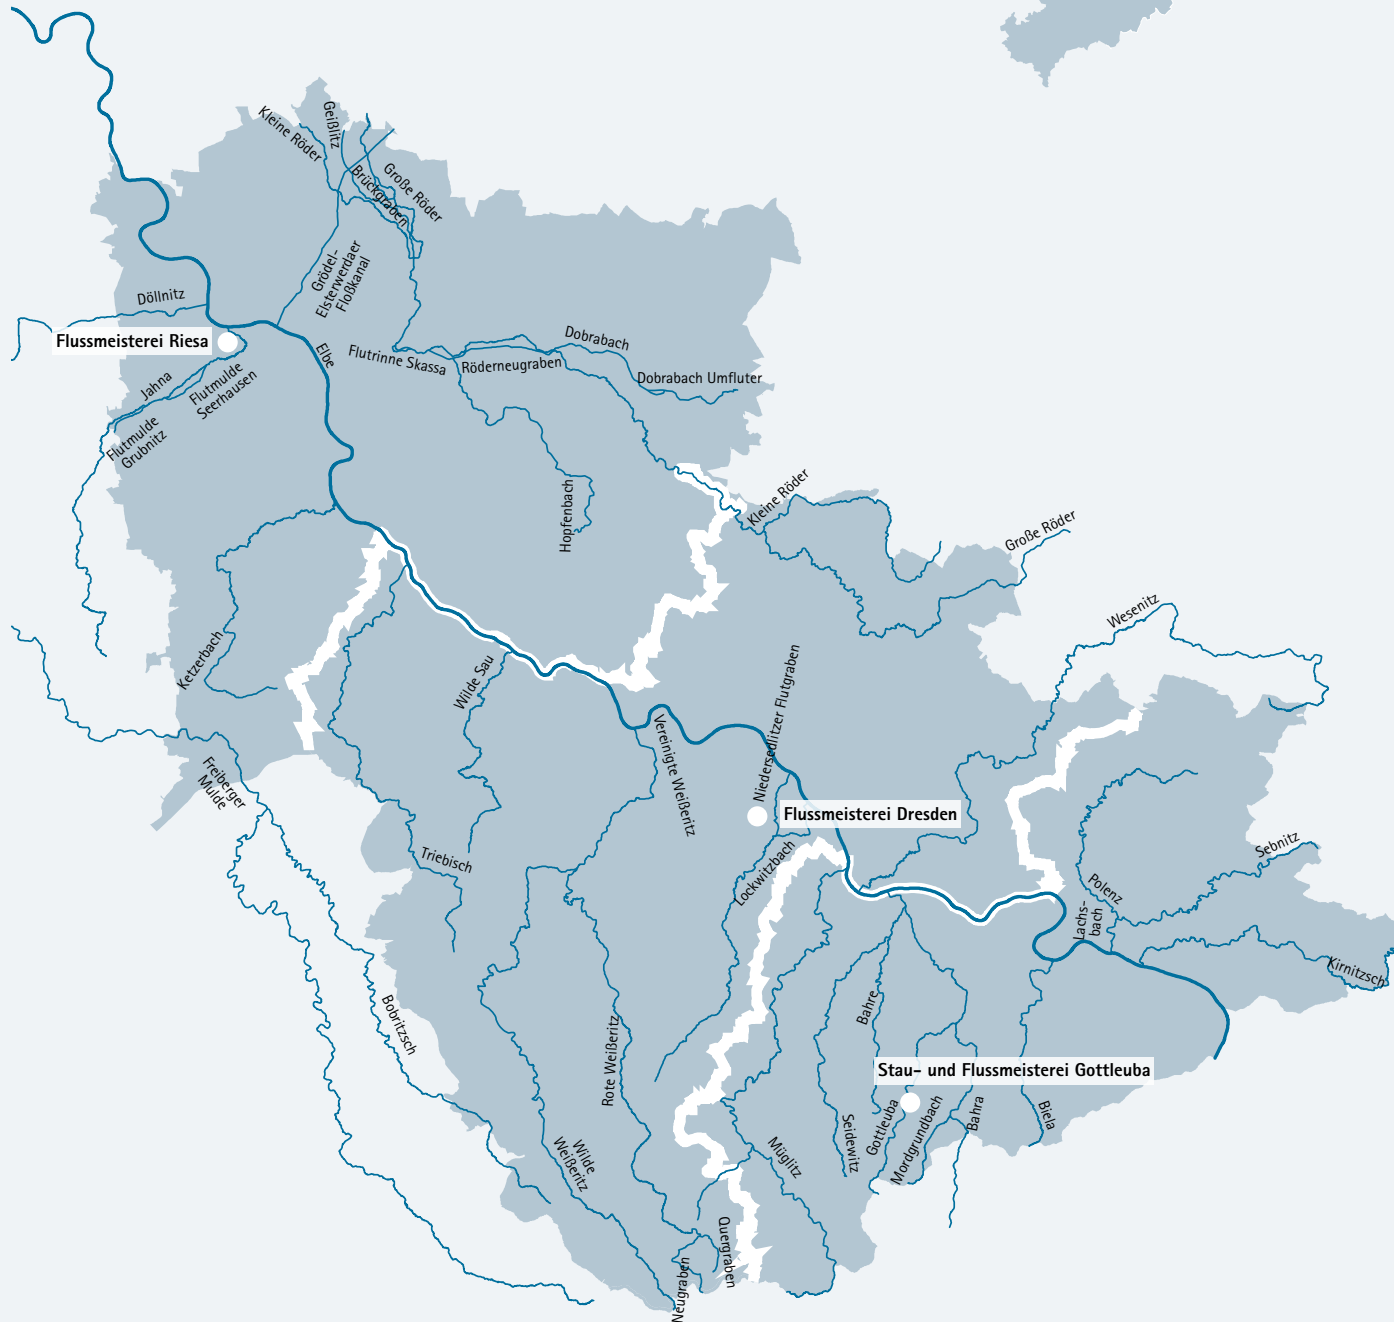 Kleine Röder
Geißlitz
Brückgraben
Große Röder
Grödel-
Elsterwerdaer
Floßkanal
Döllnitz
Flussmeisterei Riesa
Elbe
Jahna
Flutmulde
Seerhausen
Flutmulde
Grubnitz
Flutrinne Skassa
Röderneugraben
Dobrabach
Dobrabach Umfluter
Hopfenbach
Kleine Röder
Große Röder
Wesenitz
Ketzerbach
Wilde Sau
Vereinigte Weißeritz
Niedersedlitzer Flutgraben
Freiberger
Mulde
Flussmeisterei Dresden
Triebisch
Lockwitzbach
Sebnitz
Polenz
Lachs-
bach
Kirnitzsch
Bobritzsch
Bahre
Rote Weißeritz
Stau- und Flussmeisterei Gottleuba
Gottleuba
Mordgrundbach
Bahra
Biela
Seidewitz
Müglitz
Wilde
Weißeritz
Quergraben
Neugraben